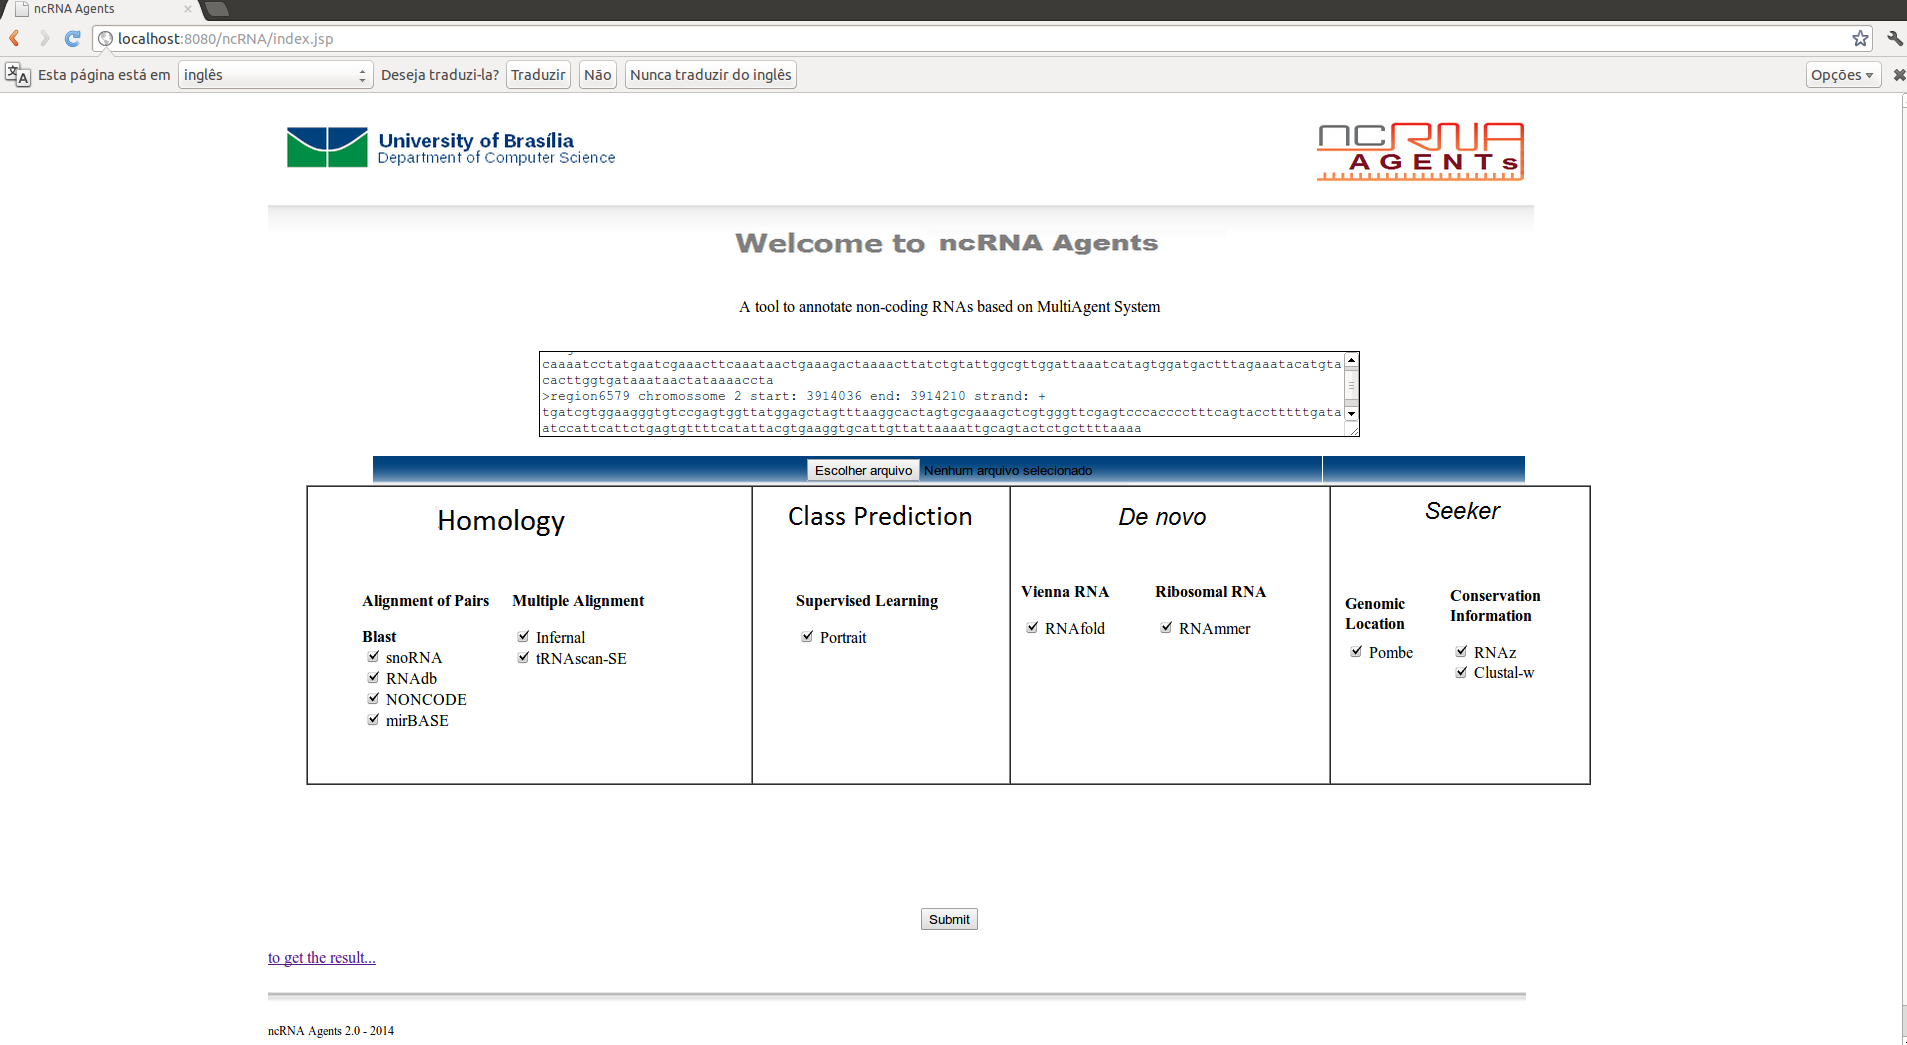 ncRNA Agents
localhost:8080/ncRNA/index.jsp
Esta página está em inglês Deseja traduzi-la? Traduzir Não Nunca traduzir do inglês Opções
University of Brasília
Department of Computer Science
ncRNA
AGENTs
Welcome to ncRNA Agents
A tool to annotate non-coding RNAs based on MultiAgent System
caaaatcctatgaatcgaaacttcaaataactgaaagactaaaacttatctgtattggcgttggattaaatcatagtggatgactttagaaatacatgta
cacttggtgataaataactataaaaccta
>region6579 chromossome 2 start: 3914036 end: 3914210 strand: +
tgatcgtggaagggtgtccgagtggttatggagctagtttaaggcactagtgcgaaagctcgtgggttcgagtcccacccctttcagtacctttttgata
atccattcattctgagtgttttcatattacgtgaaggtgcattgttattaaaattgcagtactctgcttttaaaa
Escolher arquivo Nenhum arquivo selecionado
Homology
Alignment of Pairs
Blast
snoRNA
RNAdb
NONCODE
mirBASE
Multiple Alignment
Infernal
tRNAscan-SE
Class Prediction
Supervised Learning
Portrait
De novo
Vienna RNA
RNAfold
Ribosomal RNA
RNAmmer
Seeker
Genomic
Location
Pombe
Conservation
Information
RNAz
Clustal-w
Submit
to get the result...
ncRNA Agents 2.0 - 2014